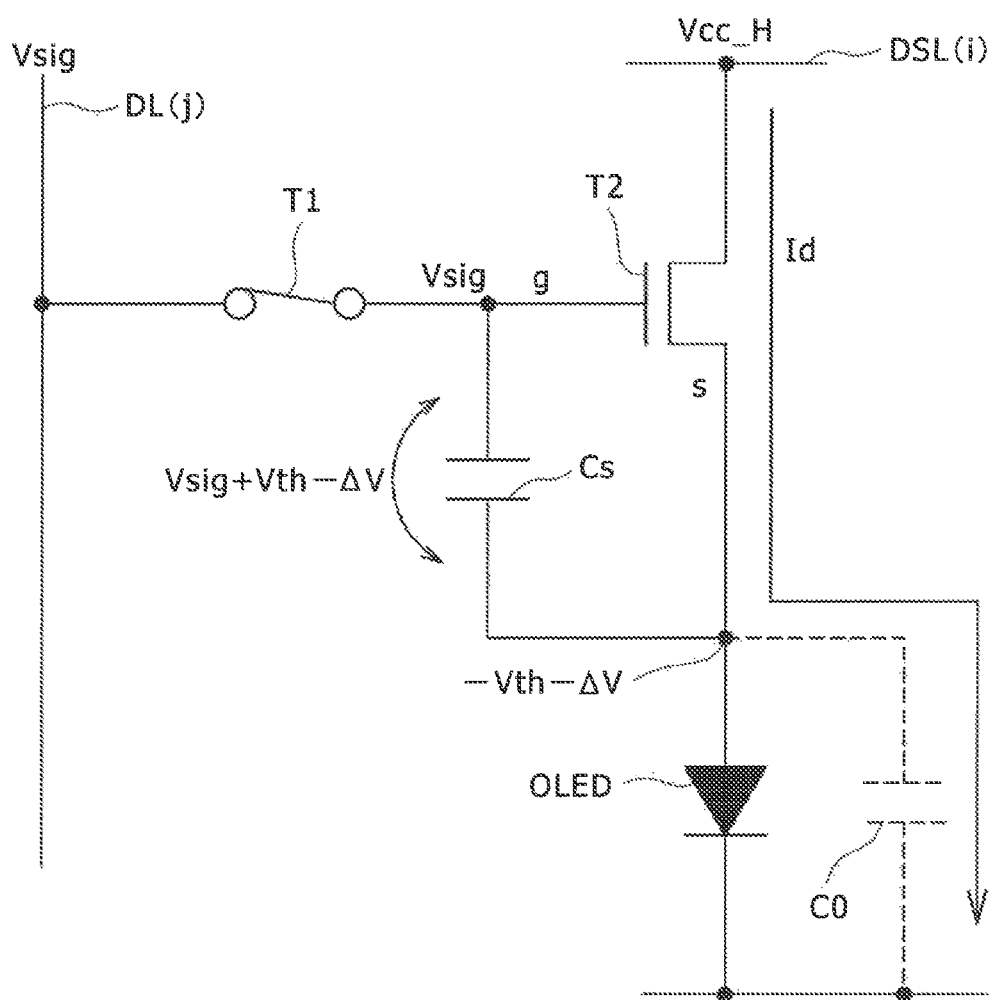 Vcc_H
Vsig
DSL(i)
DL(j)
T1
T2
Id
Vsig
g
s
Vsig+Vth−ΔV
Cs
−Vth−ΔV
OLED
C0